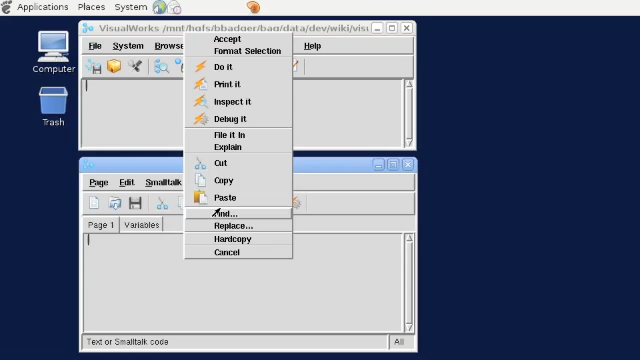 Applications Places System
VisualWorks /mnt/hgfs/bbadger/bag/data/dev/wiki/visu
File System Browse Help
Computer
Trash
Accept
Format Selection
Do it
Print it
Inspect it
Debug it
File it In
Explain
Cut
Copy
Paste
Find...
Replace...
Hardcopy
Cancel
Page Edit Smalltalk
Page 1 Variables
Text or Smalltalk code All